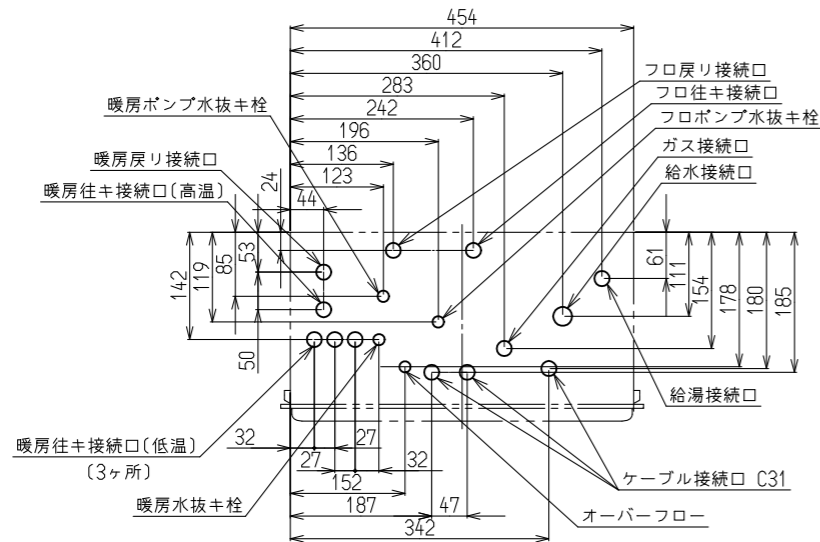 454
412
360
283
242
196
136
123
44
24
フロ戻リ接続口
フロ往キ接続口
フロポンプ水抜キ栓
ガス接続口
給水接続口
暖房ポンプ水抜キ栓
暖房戻リ接続口
暖房往キ接続口(高温)
142
119
85
53
50
61
111
154
178
180
185
給湯接続口
暖房往キ接続口(低温)
(3ヶ所)
32
27
27
32
152
暖房水抜キ栓
187
47
342
ケーブル接続口 C31
オーバーフロー